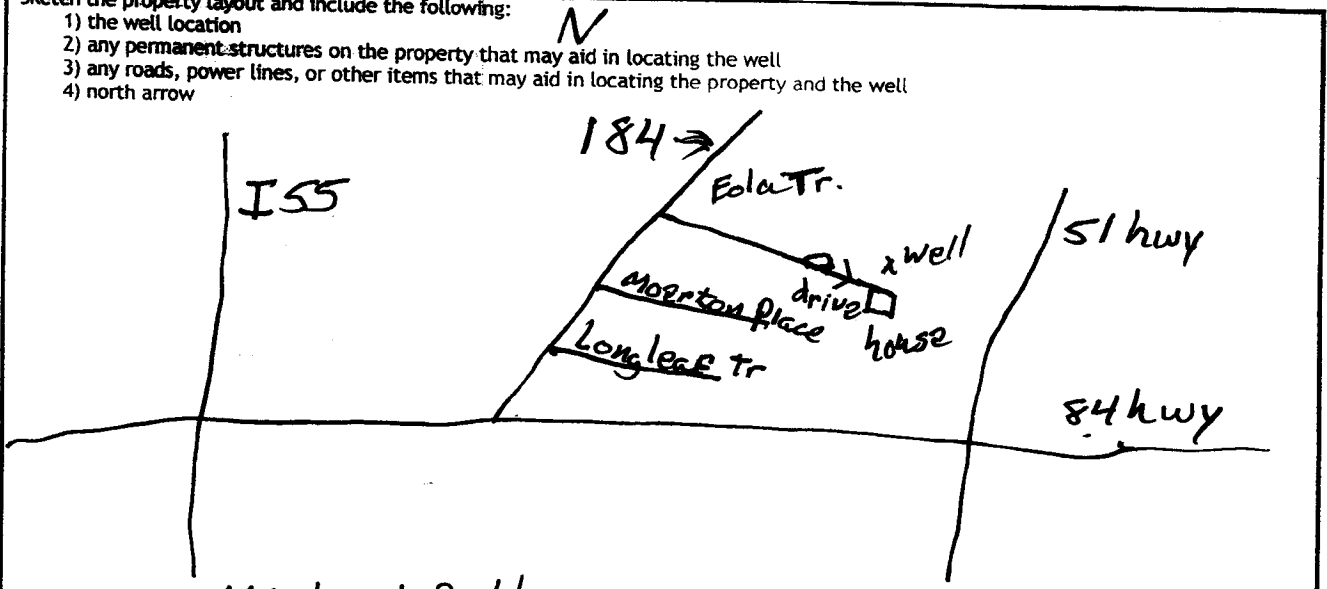 Sketch the property layout and include the following:
1) the well location
2) any permanent structures on the property that may aid in locating the well
3) any roads, power lines, or other items that may aid in locating the property and the well
4) north arrow
N
184→
I55
Eola Tr.
51 hwy
x well
drive
Moerton Place
house
Longleaf Tr
84 hwy